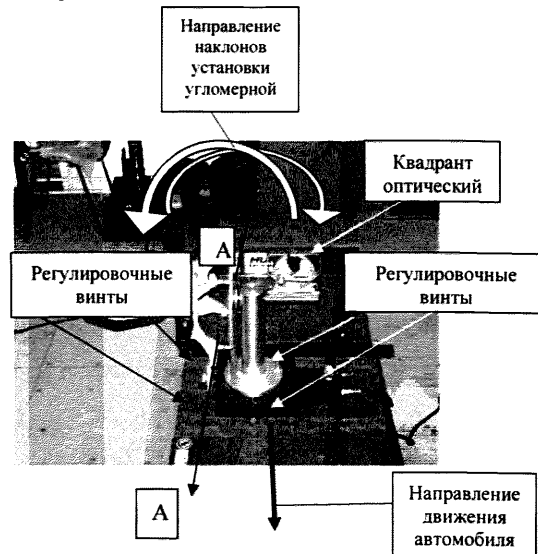 Направление
наклонов
установки
угломерной
Квадрант
оптический
А
Регулировочные
винты
Регулировочные
винты
А
Направление
движения
автомобиля